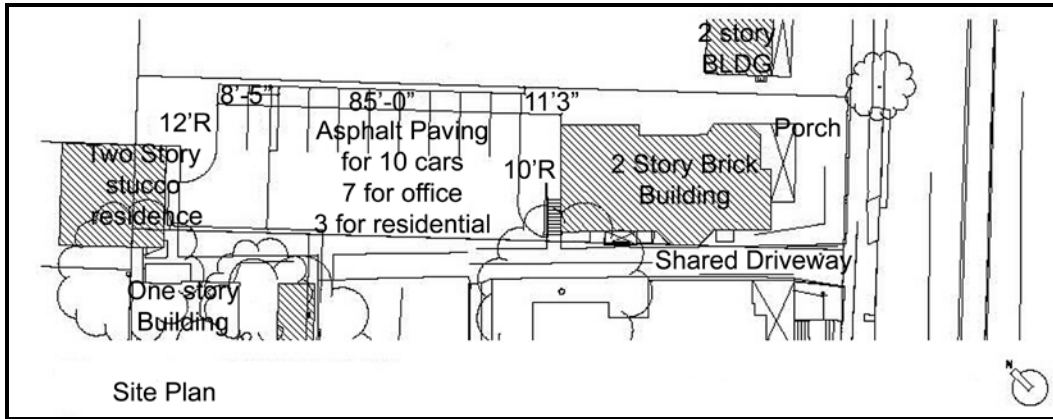 2 story
BLDG
8'-5"
85'-0"
11'3"
12'R
Asphalt Paving
for 10 cars
7 for office
3 for residential
Porch
Two Story
stucco
residence
10'R
2 Story Brick
Building
Shared Driveway
One story
Building
Site Plan
N